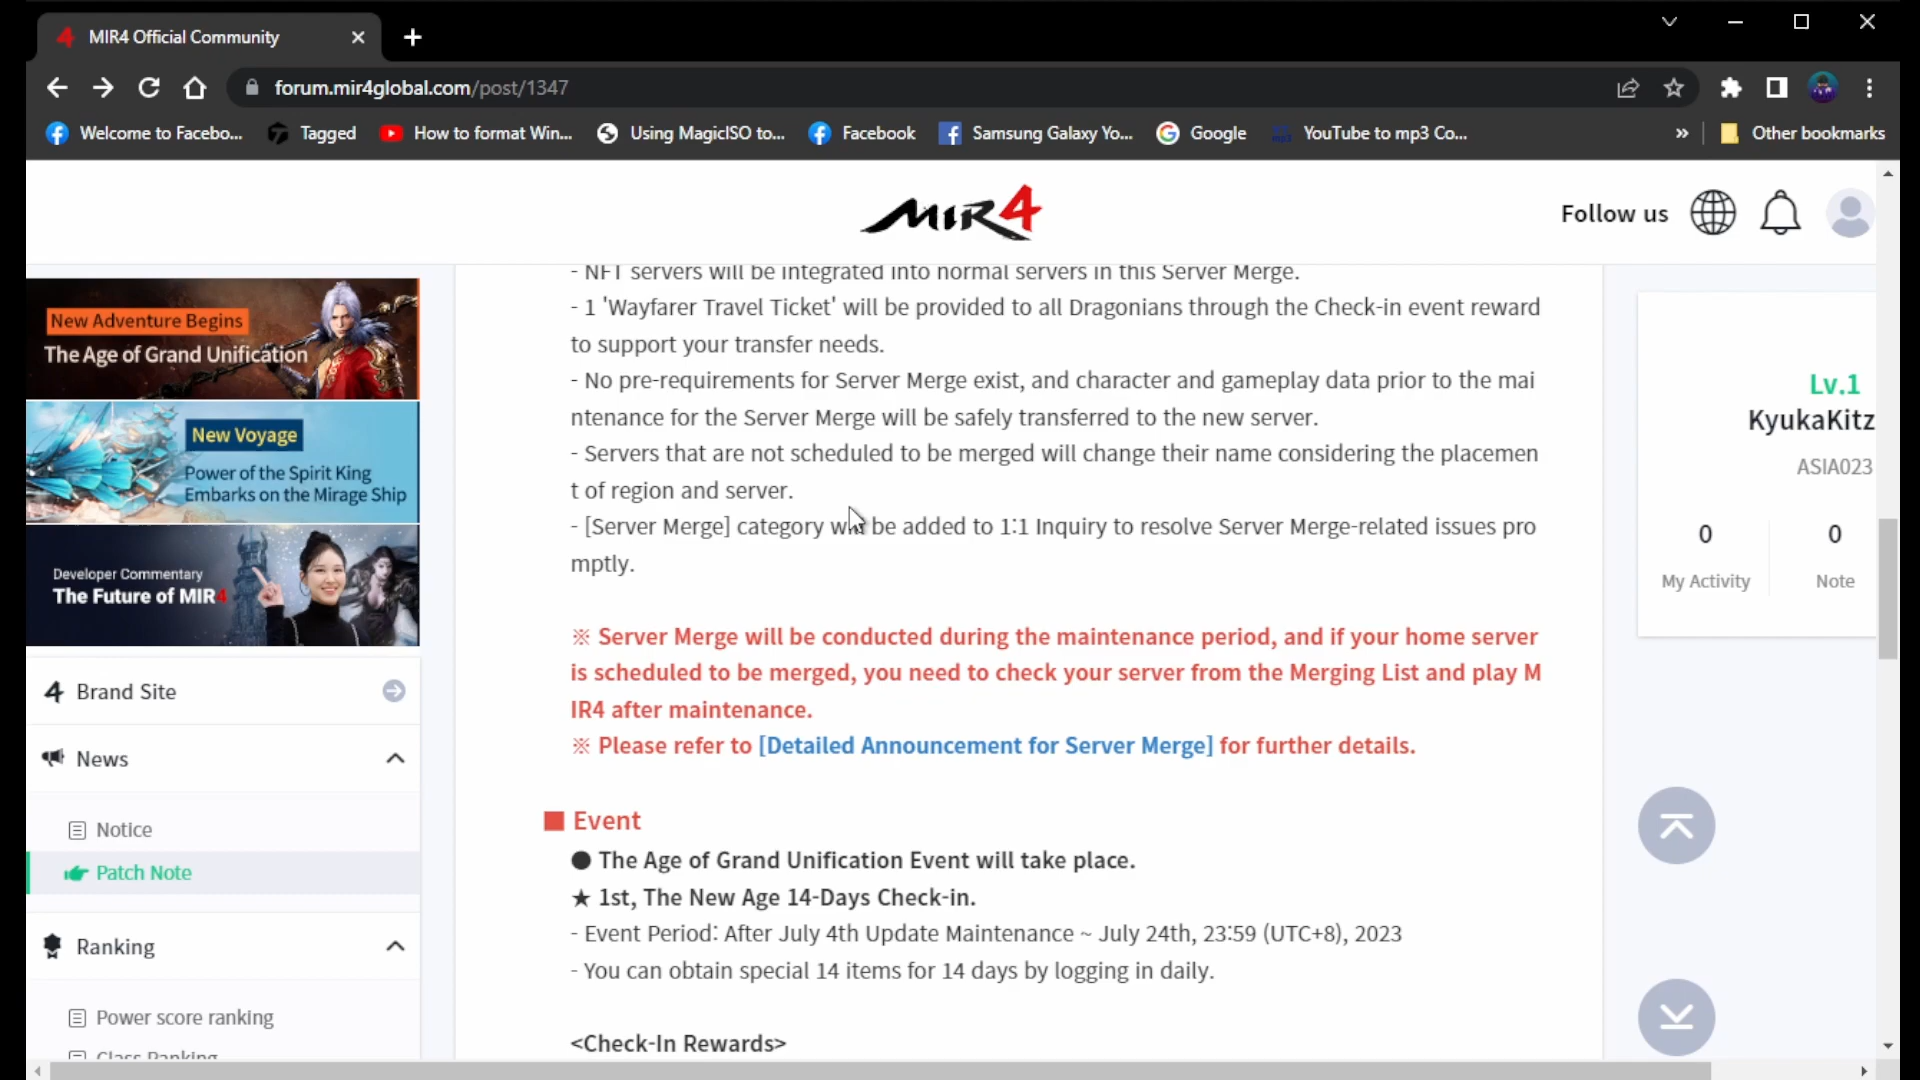 MIR4 Official Community
forum.mir4global.com/post/1347
Welcome to Facebo...
Tagged
How to format Win...
Using MagicISO to...
Facebook
Samsung Galaxy Yo...
Google
YouTube to mp3 Co...
»
Other bookmarks
MIR4
Follow us
New Adventure Begins
The Age of Grand Unification
New Voyage
Power of the Spirit King
Embarks on the Mirage Ship
Developer Commentary
The Future of MIR4
Brand Site
News
Notice
Patch Note
Ranking
Power score ranking
Class Ranking
- NFT servers will be integrated into normal servers in this Server Merge.
- 1 'Wayfarer Travel Ticket' will be provided to all Dragonians through the Check-in event reward
to support your transfer needs.
- No pre-requirements for Server Merge exist, and character and gameplay data prior to the mai
ntenance for the Server Merge will be safely transferred to the new server.
- Servers that are not scheduled to be merged will change their name considering the placemen
t of region and server.
- [Server Merge] category will be added to 1:1 Inquiry to resolve Server Merge-related issues pro
mptly.
※ Server Merge will be conducted during the maintenance period, and if your home server
is scheduled to be merged, you need to check your server from the Merging List and play M
IR4 after maintenance.
※ Please refer to [Detailed Announcement for Server Merge] for further details.
■ Event
● The Age of Grand Unification Event will take place.
★ 1st, The New Age 14-Days Check-in.
- Event Period: After July 4th Update Maintenance ~ July 24th, 23:59 (UTC+8), 2023
- You can obtain special 14 items for 14 days by logging in daily.
<Check-In Rewards>
Lv.1
KyukaKitz
ASIA023
0
0
My Activity
Note